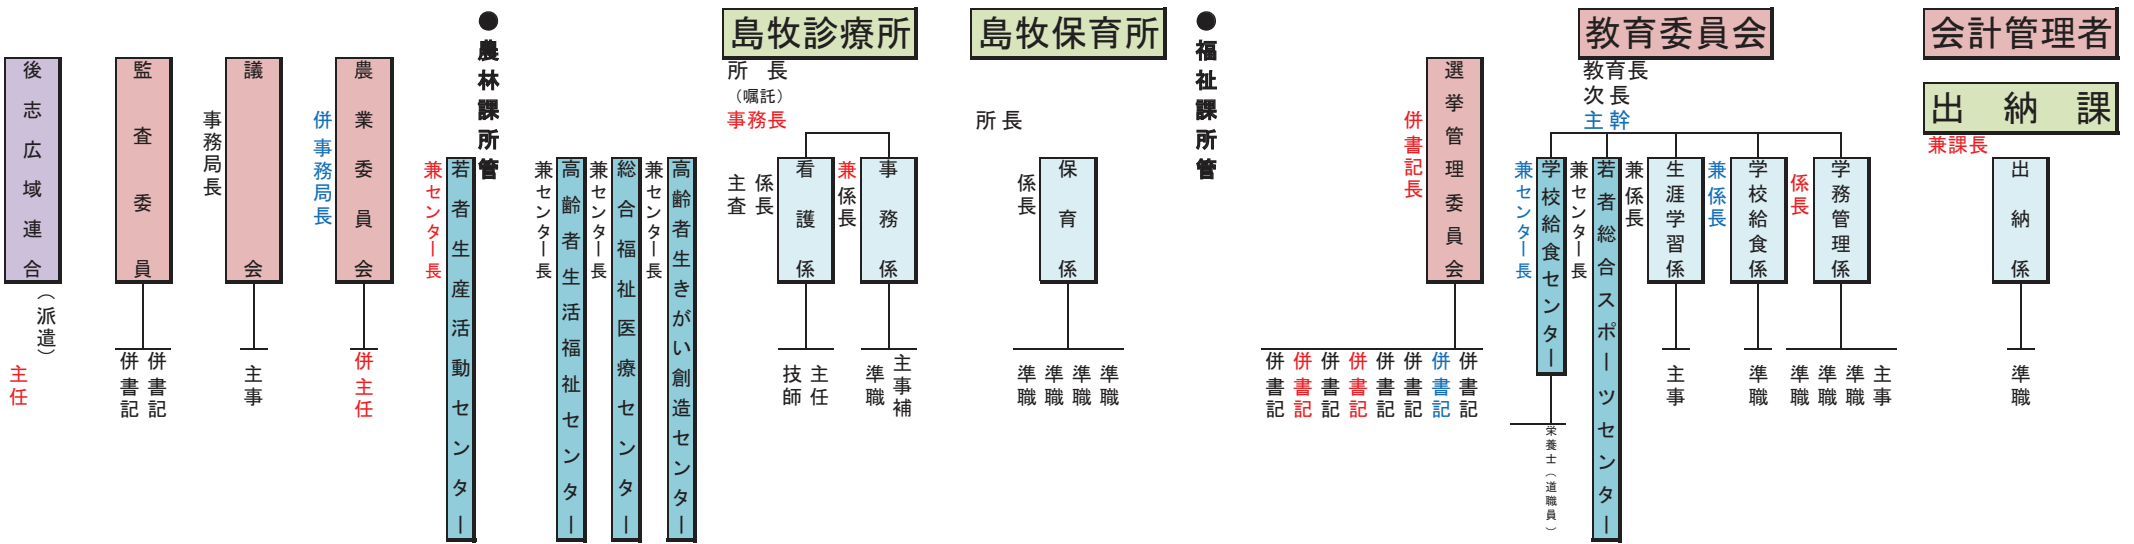 会計管理者
出納課
兼課長
出納係
準職
教育委員会
教育長
次長
主幹
学務管理係
係長
主事
準職
準職
準職
学校給食係
兼係長
準職
生涯学習係
兼係長
主事
若者総合スポーツセンター
兼センター長
学校給食センター
兼センター長
栄養士（道職員）
選挙管理委員会
併書記長
併書記
併書記
併書記
併書記
併書記
併書記
併書記
併書記
●福祉課所管
島牧保育所
所長
保育係
係長
準職
準職
準職
準職
島牧診療所
所　長
（嘱託）
事務長
事務係
兼係長
主事補
準職
看護係
係長
主査
主任
技師
高齢者生きがい創造センター
兼センター長
総合福祉医療センター
兼センター長
高齢者生活福祉センター
兼センター長
●農林課所管
若者生産活動センター
兼センター長
農業委員会
併事務局長
併主任
議会
事務局長
主事
監査委員
併書記
併書記
後志広域連合
（派遣）
主任